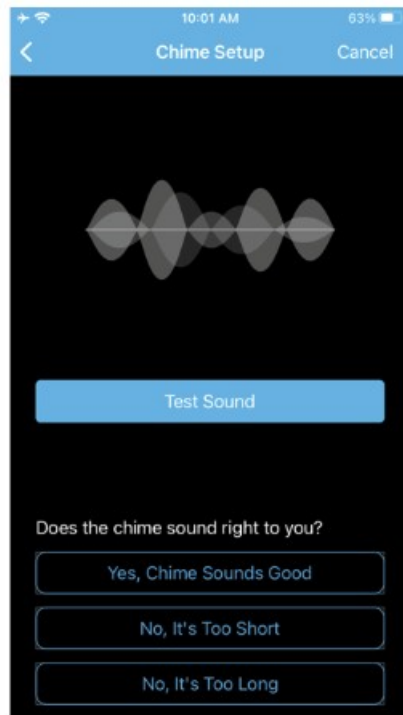 10:01 AM 63%
Chime Setup Cancel
Test Sound
Does the chime sound right to you?
Yes, Chime Sounds Good
No, It's Too Short
No, It's Too Long